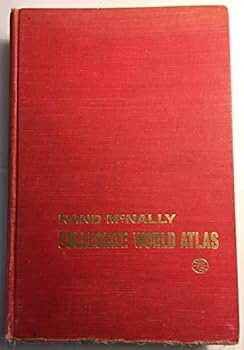 RAND McNALLY
COLLEGIATE WORLD ATLAS